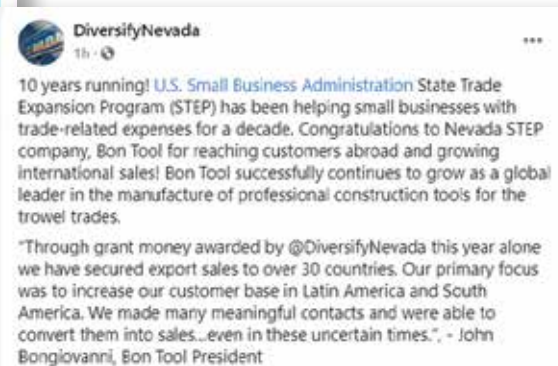 DiversifyNevada
1h
10 years running! U.S. Small Business Administration State Trade
Expansion Program (STEP) has been helping small businesses with
trade-related expenses for a decade. Congratulations to Nevada STEP
company, Bon Tool for reaching customers abroad and growing
international sales! Bon Tool successfully continues to grow as a global
leader in the manufacture of professional construction tools for the
trowel trades.
"Through grant money awarded by @DiversifyNevada this year alone
we have secured export sales to over 30 countries. Our primary focus
was to increase our customer base in Latin America and South
America. We made many meaningful contacts and were able to
convert them into sales...even in these uncertain times.", - John
Bongiovanni, Bon Tool President